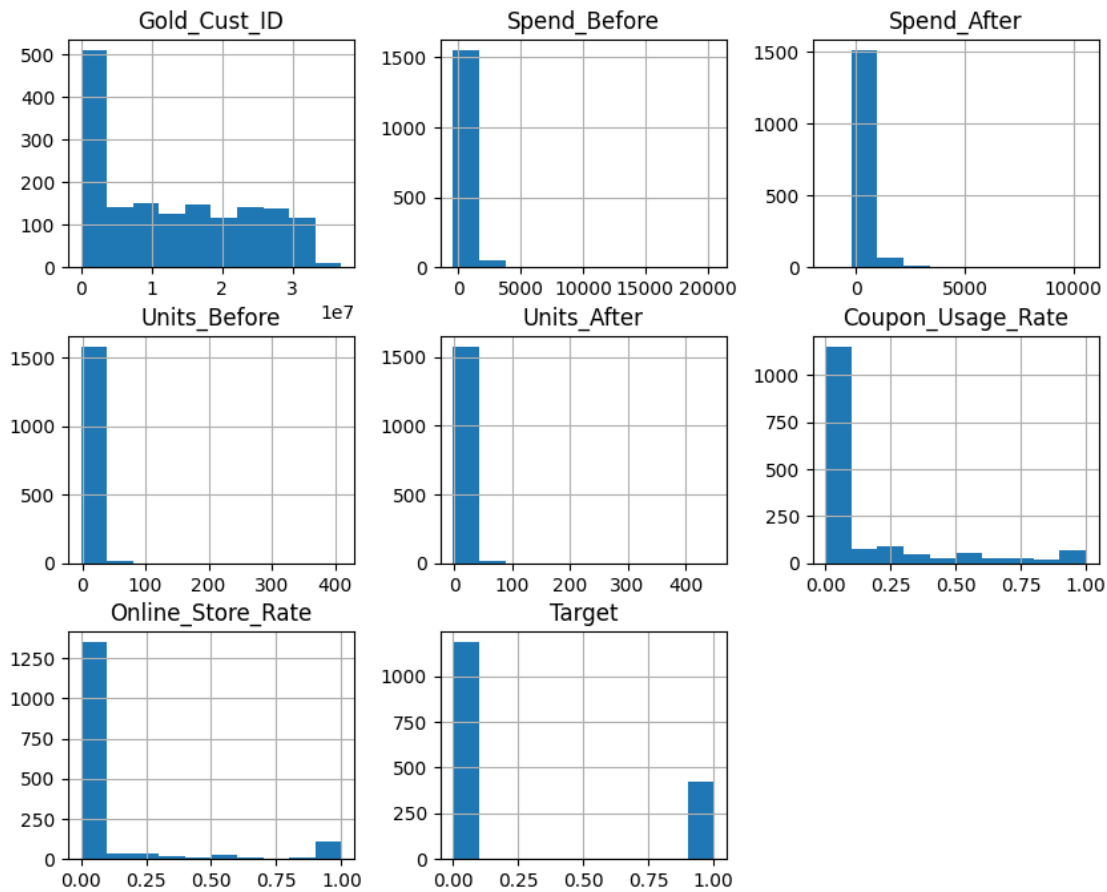 Gold_Cust_ID
500
400
300
200
100
0
0 1 2 3
1e7
Spend_Before
1500
1000
500
0
0 5000 10000 15000 20000
Spend_After
1500
1000
500
0
0 5000 10000
Units_Before
1500
1000
500
0
0 100 200 300 400
Units_After
1500
1000
500
0
0 100 200 300 400
Coupon_Usage_Rate
1000
750
500
250
0
0.00 0.25 0.50 0.75 1.00
Online_Store_Rate
1250
1000
750
500
250
0
0.00 0.25 0.50 0.75 1.00
Target
1000
750
500
250
0
0.00 0.25 0.50 0.75 1.00